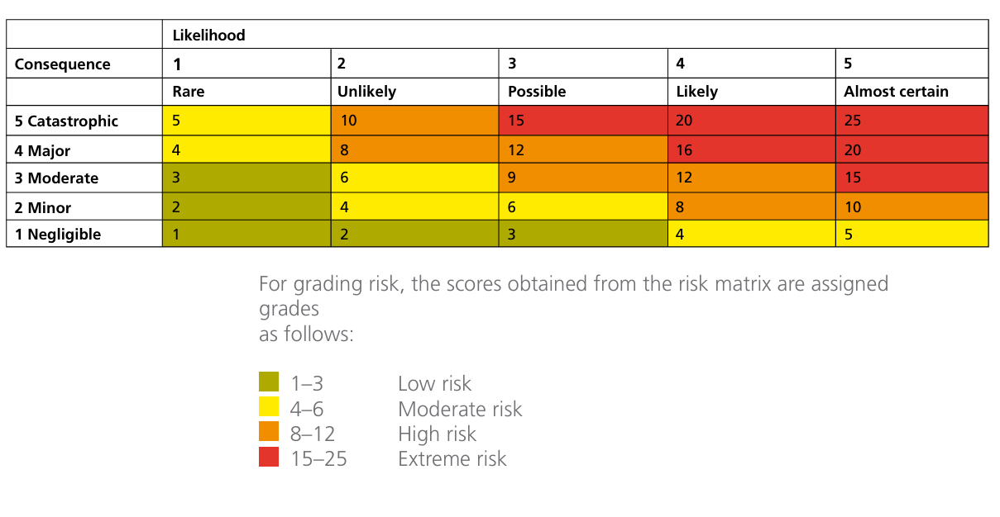 Likelihood
Consequence 1 2 3 4 5
Rare Unlikely Possible Likely Almost certain
5 Catastrophic 5 10 15 20 25
4 Major 4 8 12 16 20
3 Moderate 3 6 9 12 15
2 Minor 2 4 6 8 10
1 Negligible 1 2 3 4 5
For grading risk, the scores obtained from the risk matrix are assigned
grades
as follows:
1–3 Low risk
4–6 Moderate risk
8–12 High risk
15–25 Extreme risk